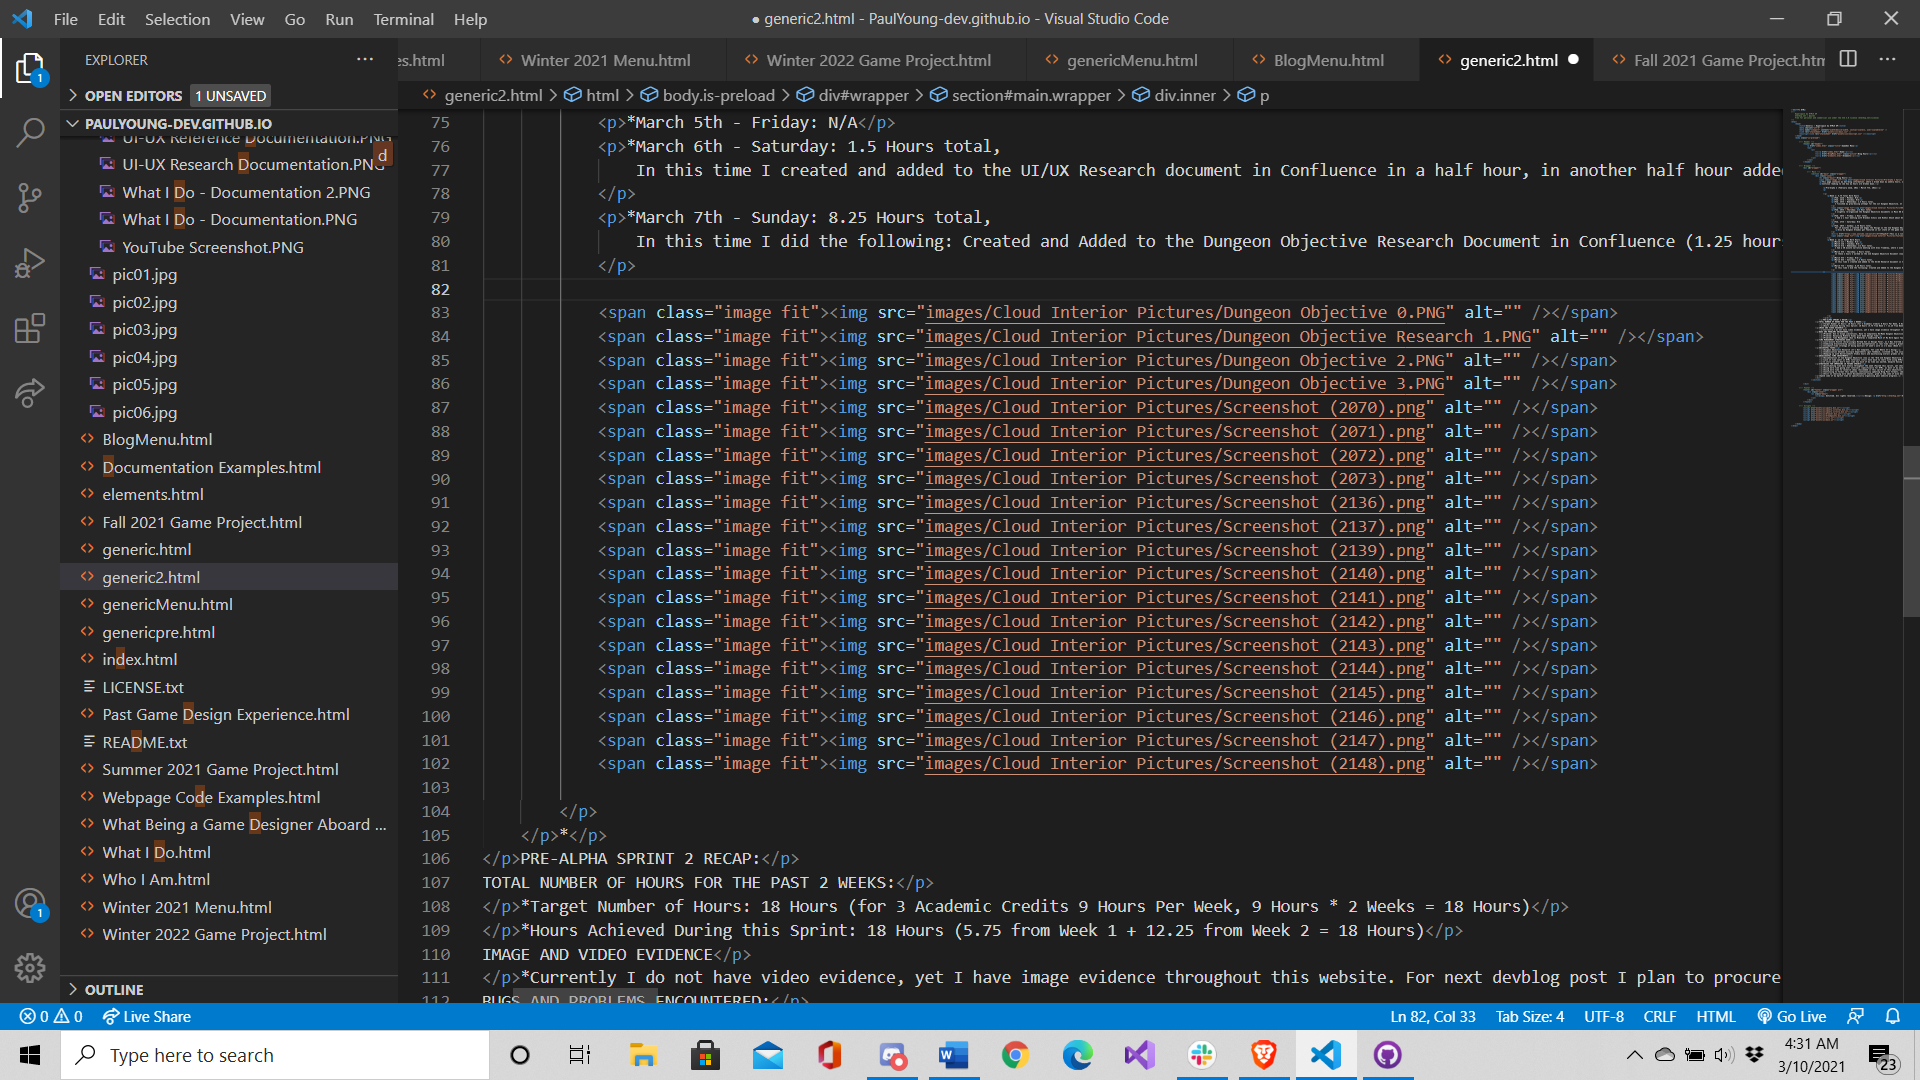 File Edit Selection View Go Run Terminal Help
● generic2.html - PaulYoung-dev.github.io - Visual Studio Code
EXPLORER
es.html
Winter 2021 Menu.html
Winter 2022 Game Project.html
genericMenu.html
BlogMenu.html
generic2.html
Fall 2021 Game Project.htm
OPEN EDITORS 1 UNSAVED
PAULYOUNG-DEV.GITHUB.IO
generic2.html > html > body.is-preload > div#wrapper > section#main.wrapper > div.inner > p
UI-UX Reference Documentation.PNG
UI-UX Research Documentation.PNG
d
What I Do - Documentation 2.PNG
What I Do - Documentation.PNG
YouTube Screenshot.PNG
pic01.jpg
pic02.jpg
pic03.jpg
pic04.jpg
pic05.jpg
pic06.jpg
BlogMenu.html
Documentation Examples.html
elements.html
Fall 2021 Game Project.html
generic.html
generic2.html
genericMenu.html
genericpre.html
index.html
LICENSE.txt
Past Game Design Experience.html
README.txt
Summer 2021 Game Project.html
Webpage Code Examples.html
What Being a Game Designer Aboard ...
What I Do.html
Who I Am.html
Winter 2021 Menu.html
Winter 2022 Game Project.html
OUTLINE
1
1
75 <p>*March 5th - Friday: N/A</p>
76 <p>*March 6th - Saturday: 1.5 Hours total,
77 In this time I created and added to the UI/UX Research document in Confluence in a half hour, in another half hour adde
78 </p>
79 <p>*March 7th - Sunday: 8.25 Hours total,
80 In this time I did the following: Created and Added to the Dungeon Objective Research Document in Confluence (1.25 hour
81 </p>
82
83 <span class="image fit"><img src="images/Cloud Interior Pictures/Dungeon Objective 0.PNG" alt="" /></span>
84 <span class="image fit"><img src="images/Cloud Interior Pictures/Dungeon Objective Research 1.PNG" alt="" /></span>
85 <span class="image fit"><img src="images/Cloud Interior Pictures/Dungeon Objective 2.PNG" alt="" /></span>
86 <span class="image fit"><img src="images/Cloud Interior Pictures/Dungeon Objective 3.PNG" alt="" /></span>
87 <span class="image fit"><img src="images/Cloud Interior Pictures/Screenshot (2070).png" alt="" /></span>
88 <span class="image fit"><img src="images/Cloud Interior Pictures/Screenshot (2071).png" alt="" /></span>
89 <span class="image fit"><img src="images/Cloud Interior Pictures/Screenshot (2072).png" alt="" /></span>
90 <span class="image fit"><img src="images/Cloud Interior Pictures/Screenshot (2073).png" alt="" /></span>
91 <span class="image fit"><img src="images/Cloud Interior Pictures/Screenshot (2136).png" alt="" /></span>
92 <span class="image fit"><img src="images/Cloud Interior Pictures/Screenshot (2137).png" alt="" /></span>
93 <span class="image fit"><img src="images/Cloud Interior Pictures/Screenshot (2139).png" alt="" /></span>
94 <span class="image fit"><img src="images/Cloud Interior Pictures/Screenshot (2140).png" alt="" /></span>
95 <span class="image fit"><img src="images/Cloud Interior Pictures/Screenshot (2141).png" alt="" /></span>
96 <span class="image fit"><img src="images/Cloud Interior Pictures/Screenshot (2142).png" alt="" /></span>
97 <span class="image fit"><img src="images/Cloud Interior Pictures/Screenshot (2143).png" alt="" /></span>
98 <span class="image fit"><img src="images/Cloud Interior Pictures/Screenshot (2144).png" alt="" /></span>
99 <span class="image fit"><img src="images/Cloud Interior Pictures/Screenshot (2145).png" alt="" /></span>
100 <span class="image fit"><img src="images/Cloud Interior Pictures/Screenshot (2146).png" alt="" /></span>
101 <span class="image fit"><img src="images/Cloud Interior Pictures/Screenshot (2147).png" alt="" /></span>
102 <span class="image fit"><img src="images/Cloud Interior Pictures/Screenshot (2148).png" alt="" /></span>
103
104 </p>
105 </p>*</p>
106 </p>PRE-ALPHA SPRINT 2 RECAP:</p>
107 TOTAL NUMBER OF HOURS FOR THE PAST 2 WEEKS:</p>
108 </p>*Target Number of Hours: 18 Hours (for 3 Academic Credits 9 Hours Per Week, 9 Hours * 2 Weeks = 18 Hours)</p>
109 </p>*Hours Achieved During this Sprint: 18 Hours (5.75 from Week 1 + 12.25 from Week 2 = 18 Hours)</p>
110 IMAGE AND VIDEO EVIDENCE</p>
111 </p>*Currently I do not have video evidence, yet I have image evidence throughout this website. For next devblog post I plan to procure
112 BUGS AND PROBLEMS ENCOUNTERED:</p>
0 0 Live Share
Ln 82, Col 33 Tab Size: 4 UTF-8 CRLF HTML Go Live
Type here to search
4:31 AM
3/10/2021
23